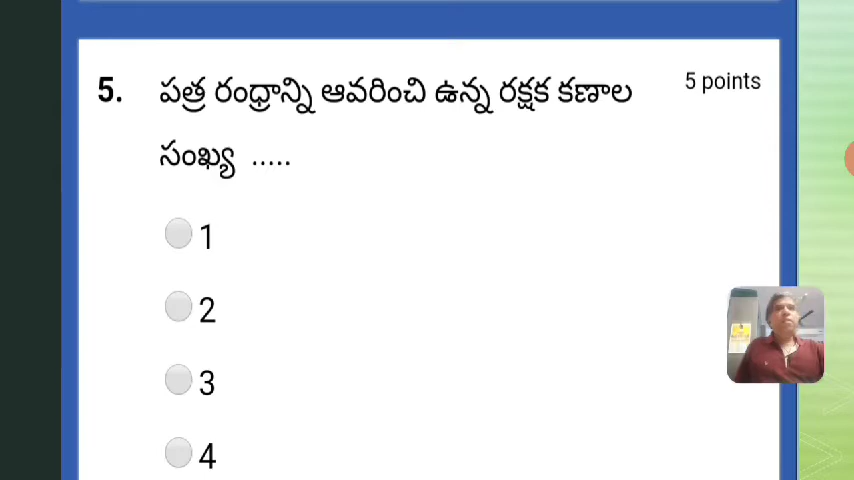 5. పత్ర రంధ్రాన్ని ఆవరించి ఉన్న రక్షక కణాల 5 points
సంఖ్య .....
1
2
3
4